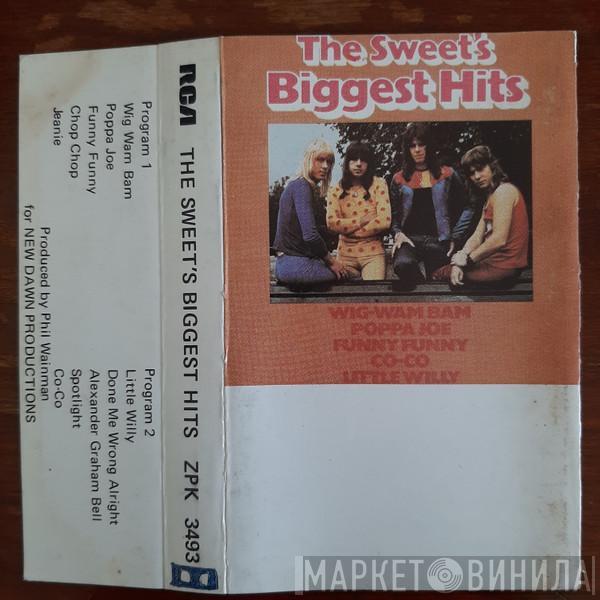 The Sweet's
Biggest Hits
WIG-WAM BAM
POPPA JOE
FUNNY FUNNY
CO-CO
LITTLE WILLY
RCA THE SWEET'S BIGGEST HITS ZPK 3493
Program 1
Wig Wam Bam
Poppa Joe
Funny Funny
Chop Chop
Jeanie
Program 2
Little Willy
Done Me Wrong Alright
Alexander Graham Bell
Spotlight
Co-Co
Produced by Phil Wainman
for NEW DAWN PRODUCTIONS
МАРКЕТ ВИНИЛА